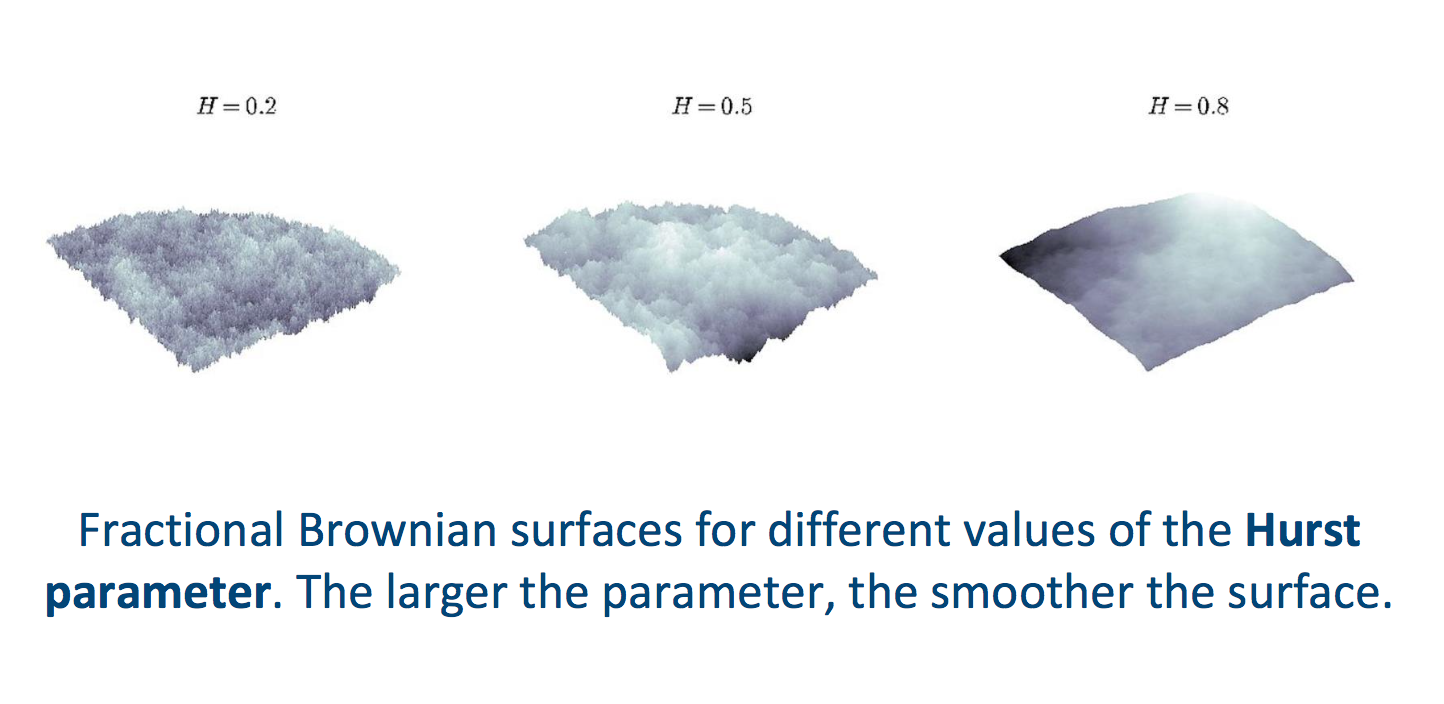 H = 0.2
H = 0.5
H = 0.8
Fractional Brownian surfaces for different values of the Hurst
parameter. The larger the parameter, the smoother the surface.